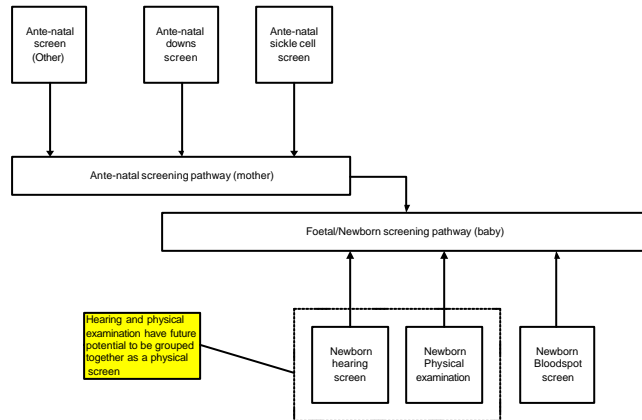 Ante-natal
screen
(Other)
Ante-natal
downs
screen
Ante-natal
sickle cell
screen
Ante-natal screening pathway (mother)
Foetal/Newborn screening pathway (baby)
Hearing and physical
examination have future
potential to be grouped
together as a physical
screen
Newborn
hearing
screen
Newborn
Physical
examination
Newborn
Bloodspot
screen